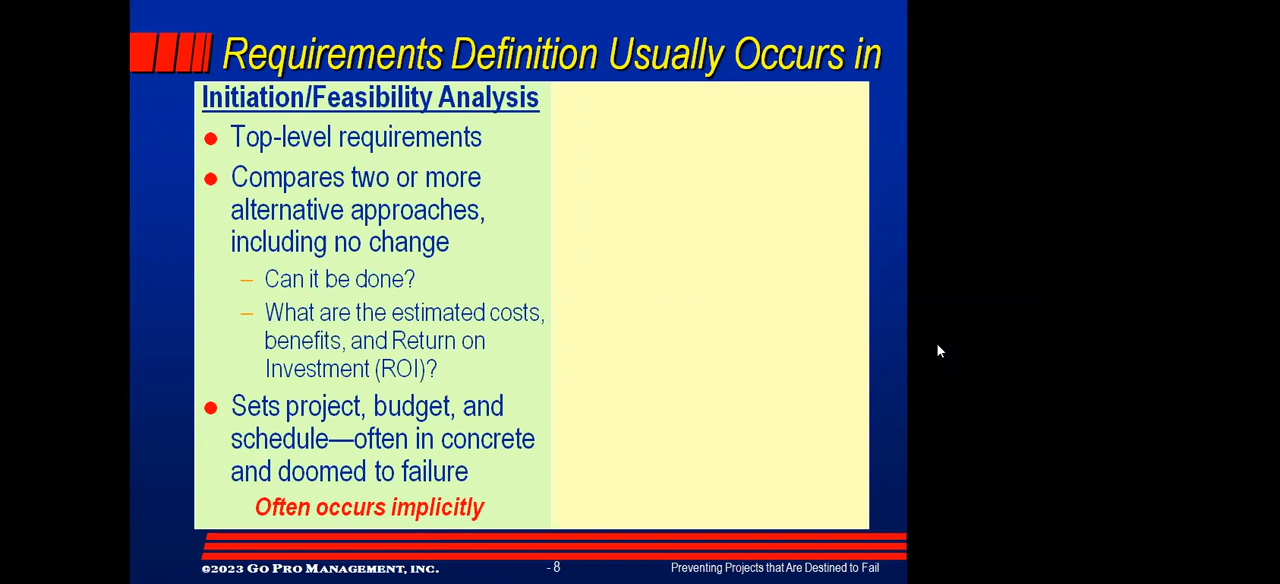 Requirements Definition Usually Occurs in
Initiation/Feasibility Analysis
Top-level requirements
Compares two or more
alternative approaches,
including no change
– Can it be done?
– What are the estimated costs,
benefits, and Return on
Investment (ROI)?
Sets project, budget, and
schedule—often in concrete
and doomed to failure
Often occurs implicitly
©2023 Go Pro Management, Inc.
- 8
Preventing Projects that Are Destined to Fail